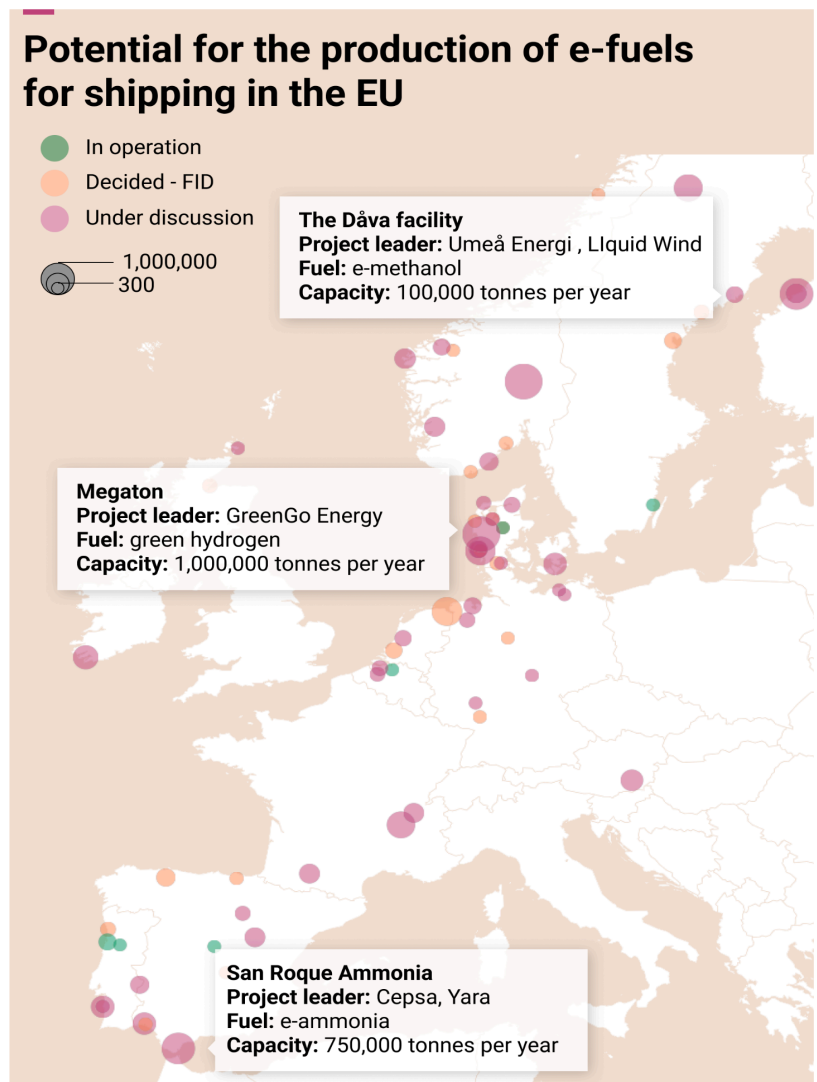 Potential for the production of e-fuels
for shipping in the EU
In operation
Decided - FID
Under discussion
1,000,000
300
The Dåva facility
Project leader: Umeå Energi , LIquid Wind
Fuel: e-methanol
Capacity: 100,000 tonnes per year
Megaton
Project leader: GreenGo Energy
Fuel: green hydrogen
Capacity: 1,000,000 tonnes per year
San Roque Ammonia
Project leader: Cepsa, Yara
Fuel: e-ammonia
Capacity: 750,000 tonnes per year